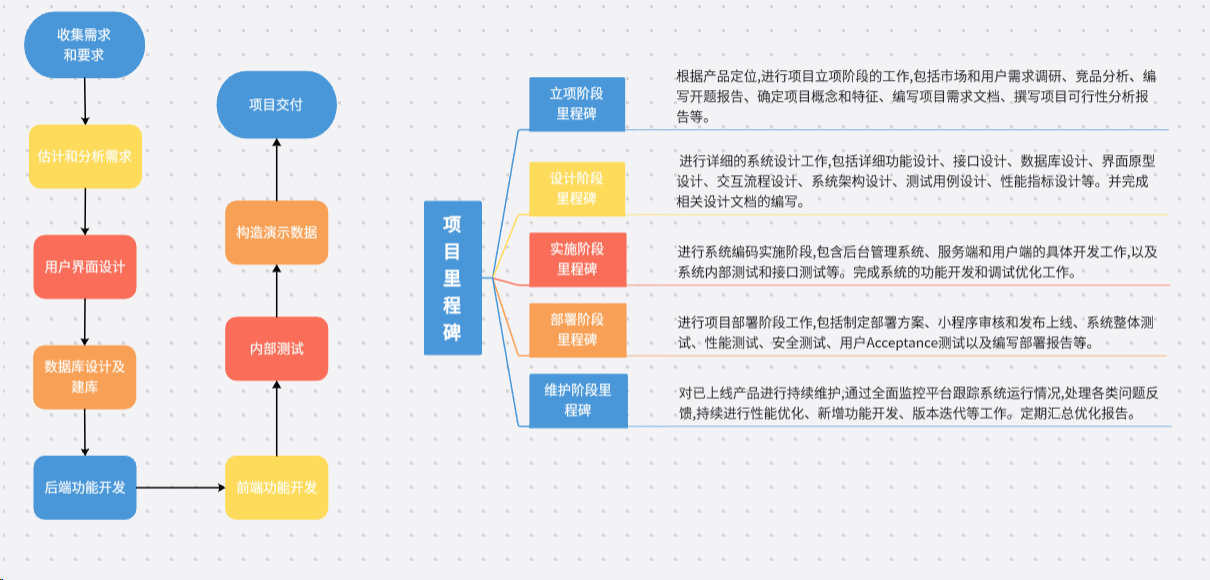 收集需求
和要求
估计和分析需求
用户界面设计
数据库设计及
建库
后端功能开发
前端功能开发
内部测试
构造演示数据
项目交付
项
目
里
程
碑
立项阶段
里程碑
根据产品定位,进行项目立项阶段的工作,包括市场和用户需求调研、竞品分析、编
写开题报告、确定项目概念和特征、编写项目需求文档、撰写项目可行性分析报
告等。
设计阶段
里程碑
进行详细的系统设计工作,包括详细功能设计、接口设计、数据库设计、界面原型
设计、交互流程设计、系统架构设计、测试用例设计、性能指标设计等。并完成
相关设计文档的编写。
实施阶段
里程碑
进行系统编码实施阶段,包含后台管理系统、服务端和用户端的具体开发工作,以及
系统内部测试和接口测试等。完成系统的功能开发和调试优化工作。
部署阶段
里程碑
进行项目部署阶段工作,包括制定部署方案、小程序审核和发布上线、系统整体测
试、性能测试、安全测试、用户Acceptance测试以及编写部署报告等。
维护阶段里
程碑
对已上线产品进行持续维护,通过全面监控平台跟踪系统运行情况,处理各类问题反
馈,持续进行性能优化、新增功能开发、版本迭代等工作。定期汇总优化报告。